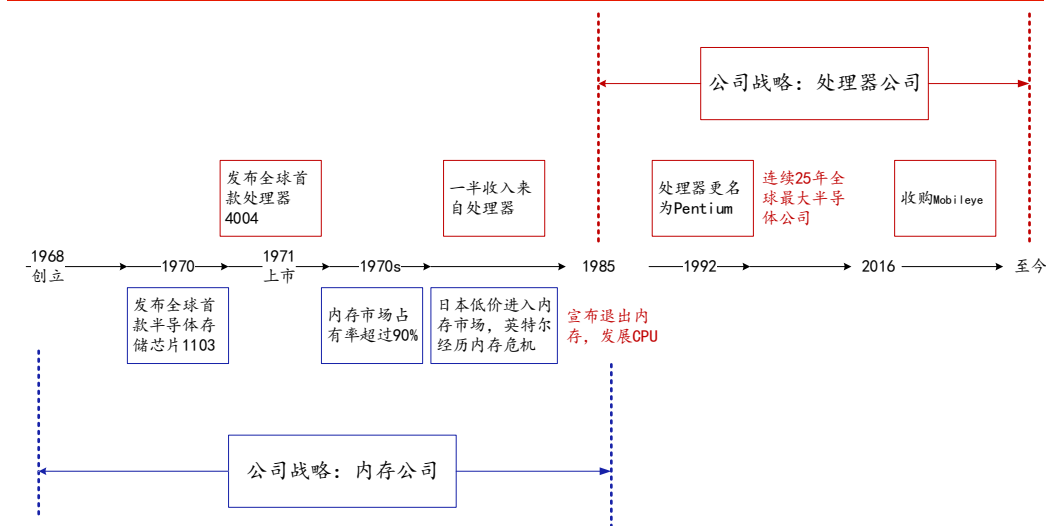 公司战略：处理器公司
发布全球首
款处理器
4004
一半收入来
自处理器
处理器更名
为Pentium
连续25年全
球最大半导
体公司
收购Mobileye
1968
创立
1970
1971
上市
1970s
1985
1992
2016
至今
发布全球首
款半导体存
储芯片1103
内存市场占
有率超过90%
日本低价进入内
存市场，英特尔
经历内存危机
宣布退出内
存，发展CPU
公司战略：内存公司